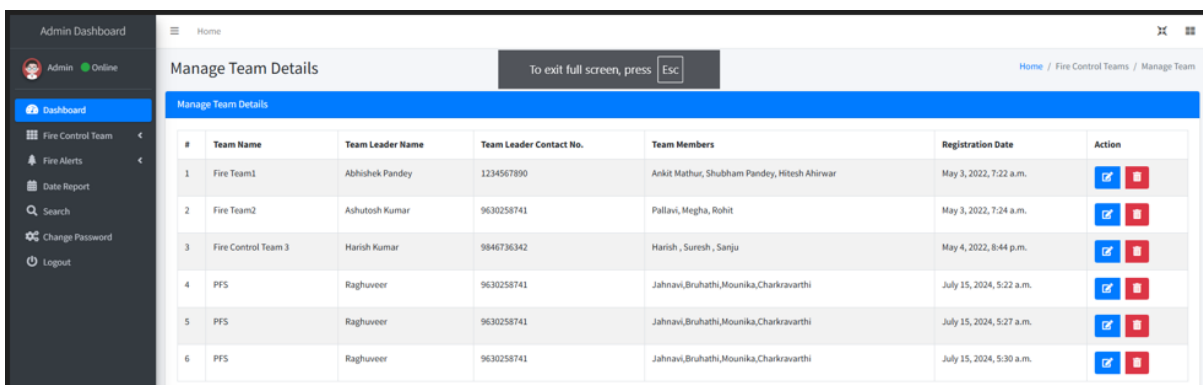 Admin Dashboard
Home
Admin Online
Manage Team Details
To exit full screen, press Esc
Home / Fire Control Teams / Manage Team
Dashboard
Fire Control Team
Fire Alerts
Date Report
Search
Change Password
Logout
Manage Team Details
# Team Name Team Leader Name Team Leader Contact No. Team Members Registration Date Action
1 Fire Team1 Abhishek Pandey 1234567890 Ankit Mathur, Shubham Pandey, Hitesh Ahirwar May 3, 2022, 7:22 a.m.
2 Fire Team2 Ashutosh Kumar 9630258741 Pallavi, Megha, Rohit May 3, 2022, 7:24 a.m.
3 Fire Control Team 3 Harish Kumar 9846736342 Harish , Suresh , Sanju May 4, 2022, 8:44 p.m.
4 PFS Raghuveer 9630258741 Jahnavi,Bruhathi,Mounika,Charkravarthi July 15, 2024, 5:22 a.m.
5 PFS Raghuveer 9630258741 Jahnavi,Bruhathi,Mounika,Charkravarthi July 15, 2024, 5:27 a.m.
6 PFS Raghuveer 9630258741 Jahnavi,Bruhathi,Mounika,Charkravarthi July 15, 2024, 5:30 a.m.